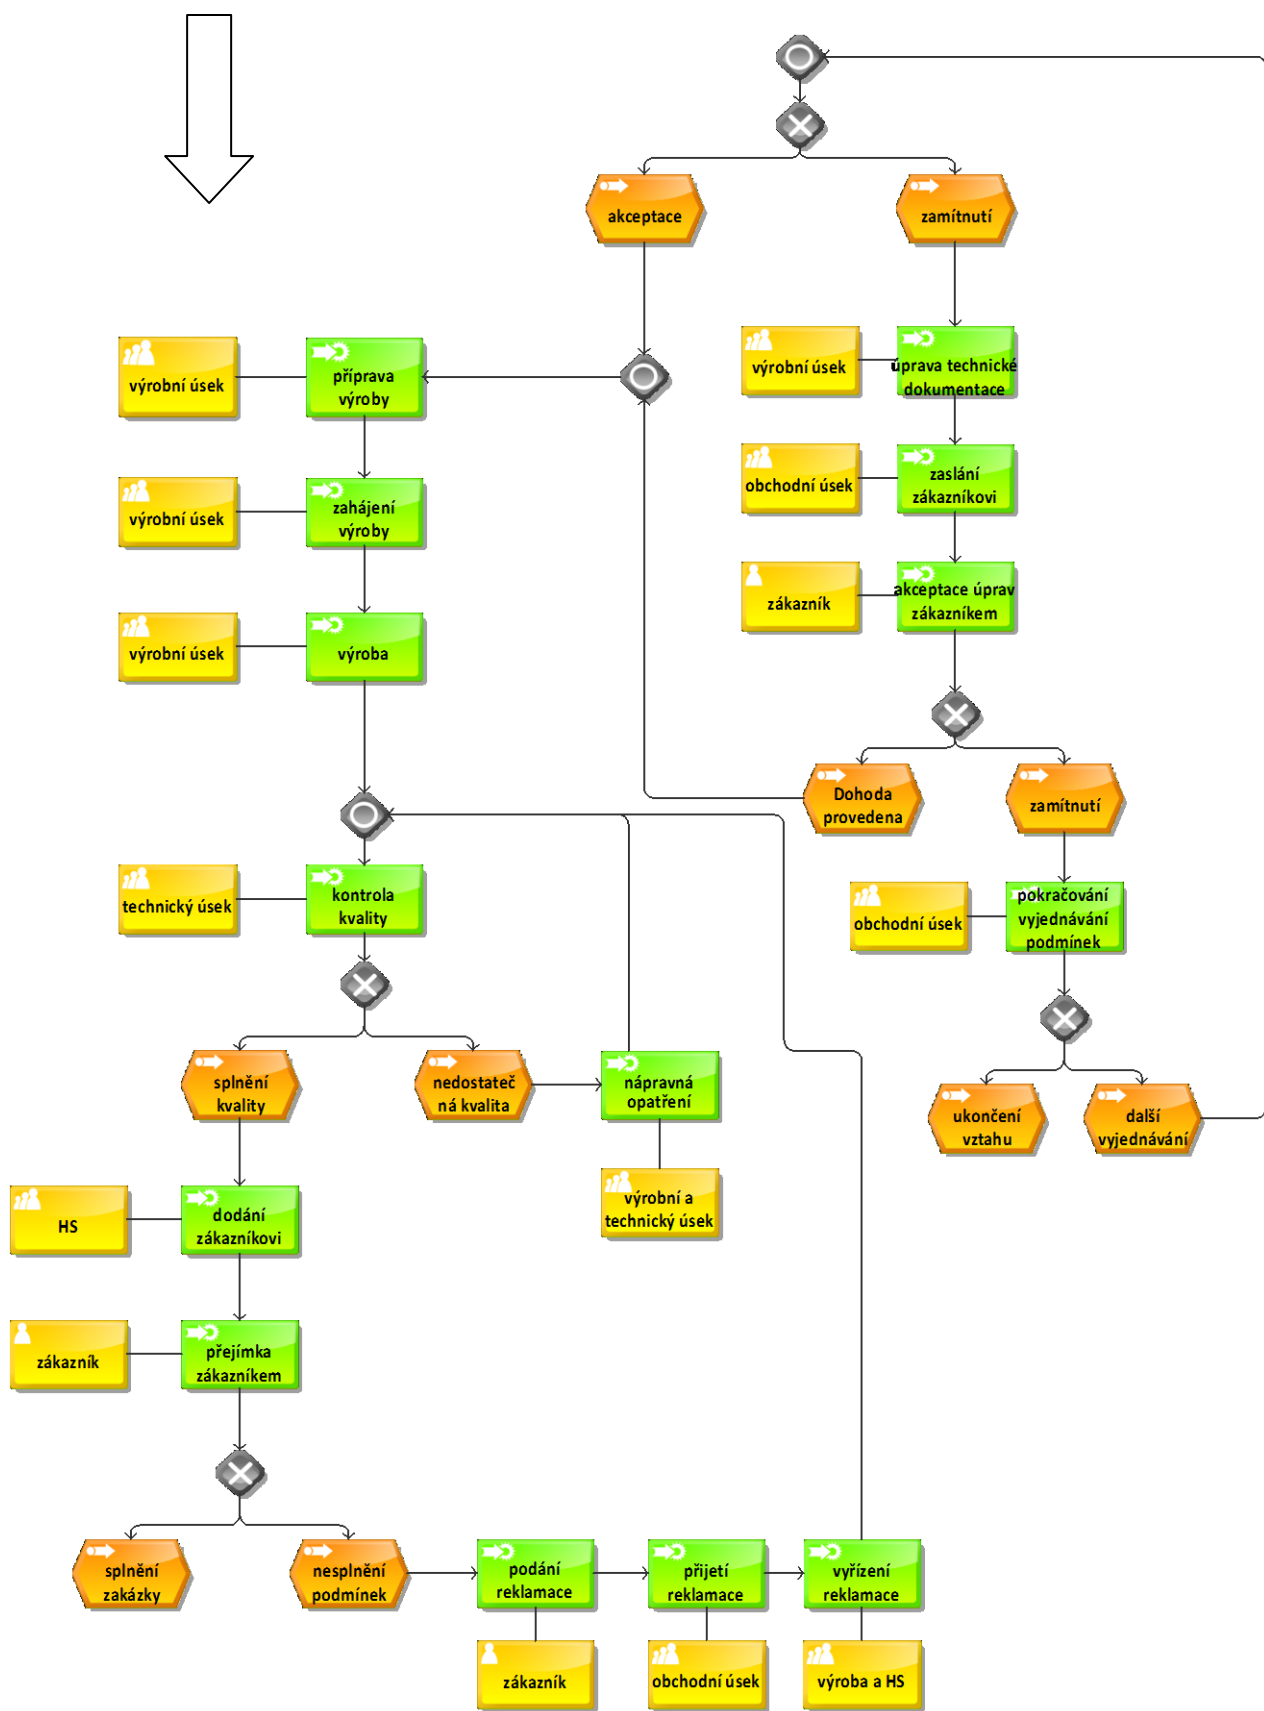 akceptace
zamítnutí
výrobní úsek
příprava
výroby
výrobní úsek
úprava technické
dokumentace
výrobní úsek
zahájení
výroby
obchodní úsek
zaslání
zákazníkovi
zákazník
akceptace úprav
zákazníkem
výrobní úsek
výroba
Dohoda
provedena
zamítnutí
technický úsek
kontrola
kvality
obchodní úsek
pokračování
vyjednávání
podmínek
splnění
kvality
nedostateč
ná kvalita
nápravná
opatření
ukončení
vztahu
další
vyjednávání
výrobní a
technický úsek
HS
dodání
zákazníkovi
zákazník
přejímka
zákazníkem
splnění
zakázky
nesplnění
podmínek
podání
reklamace
přijetí
reklamace
vyřízení
reklamace
zákazník
obchodní úsek
výroba a HS